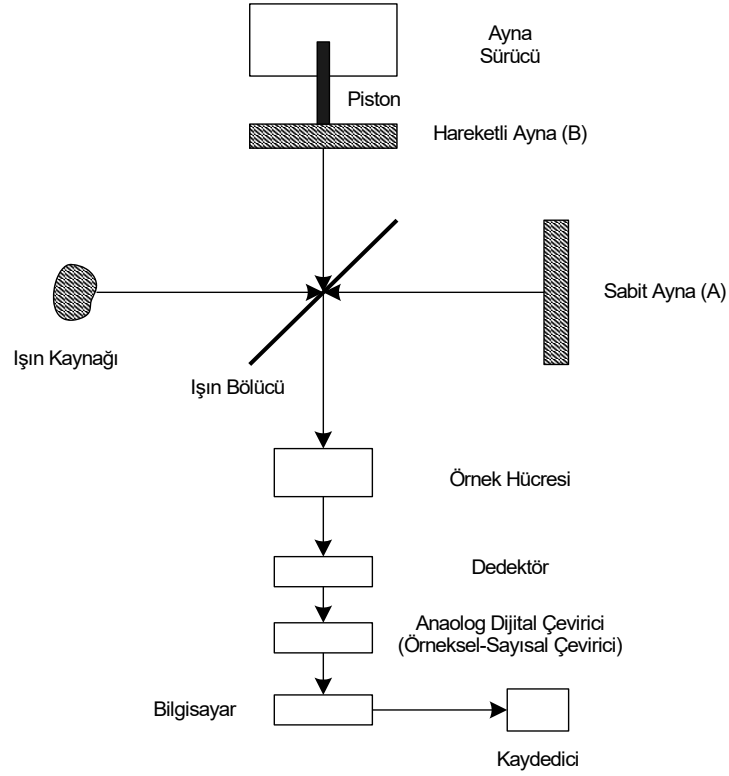 Ayna
Sürücü
Piston
Hareketli Ayna (B)
Sabit Ayna (A)
Işın Kaynağı
Işın Bölücü
Örnek Hücresi
Dedektör
Anaolog Dijital Çevirici
(Örneksel-Sayısal Çevirici)
Bilgisayar
Kaydedici